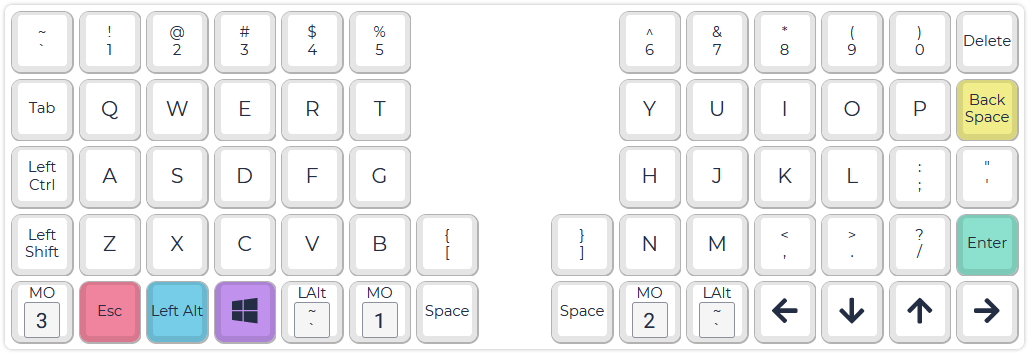 ~ ! @ # $ % ^ & * ( )
` 1 2 3 4 5 6 7 8 9 0 Delete
Tab Q W E R T Y U I O P Back Space
Left Ctrl A S D F G H J K L : ; " '
Left Shift Z X C V B { [ } ] N M < , > . ? / Enter
MO 3 Esc Left Alt LAlt ~ ` MO 1 Space Space MO 2 LAlt ~ ` ← ↓ ↑ →